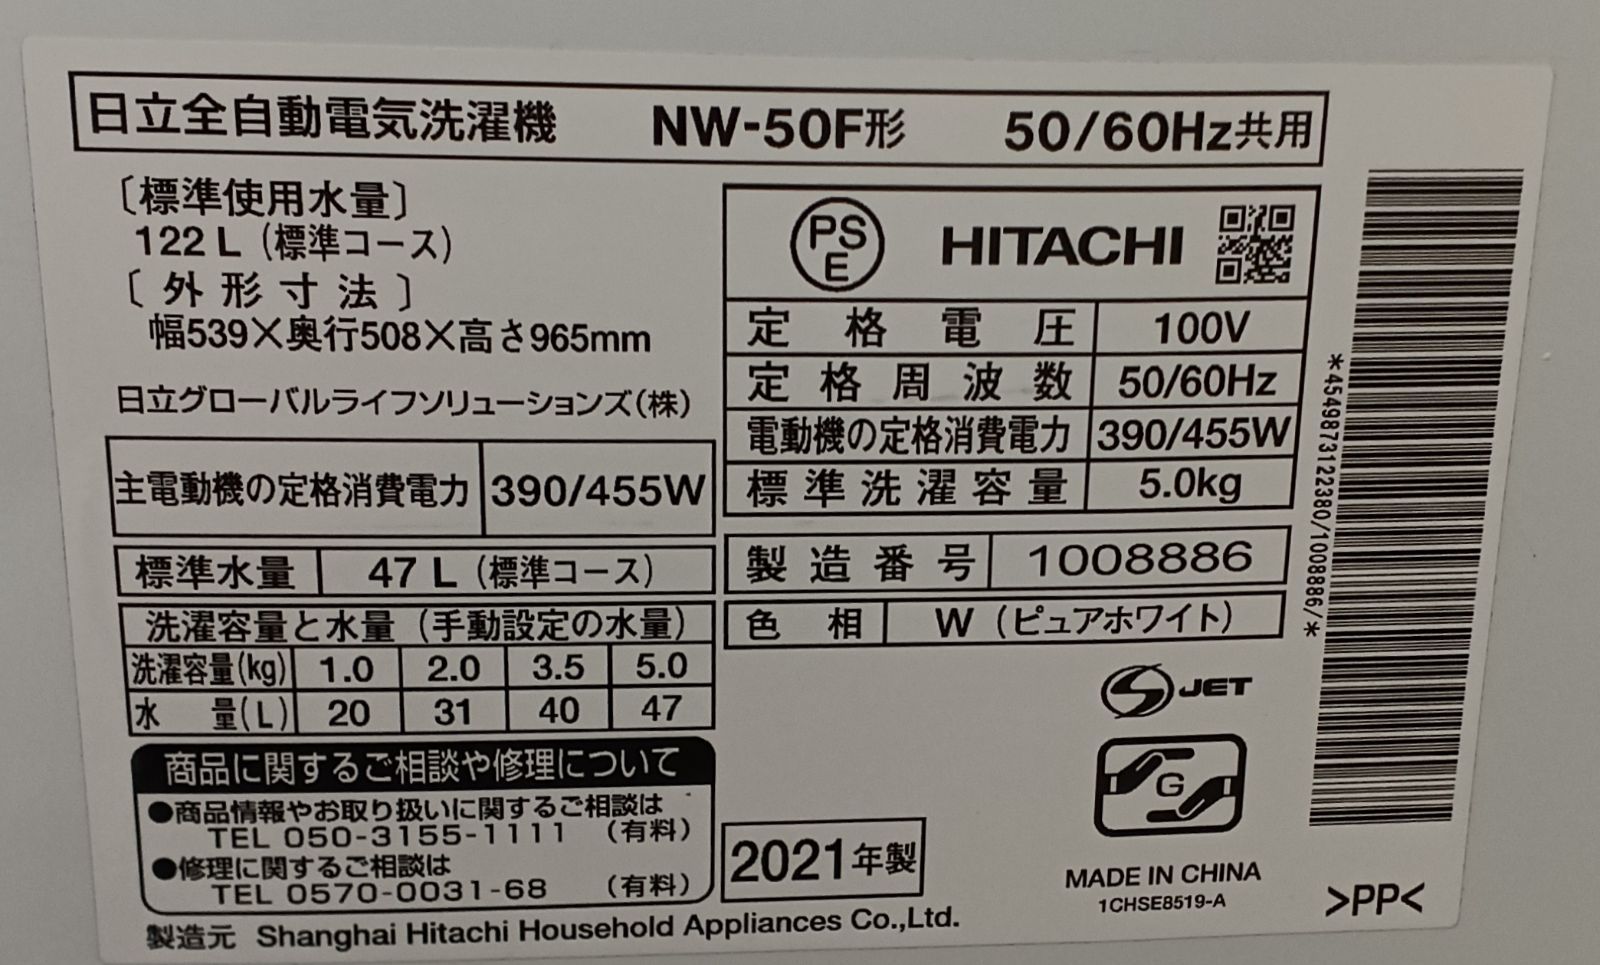 日立全自動電気洗濯機 NW-50F形 50/60Hz共用
〔標準使用水量〕
122 L (標準コース)
〔外形寸法〕
幅539×奥行508×高さ965mm
日立グローバルライフソリューションズ(株)
主電動機の定格消費電力 390/455W
標準水量 47 L (標準コース)
洗濯容量と水量 (手動設定の水量)
洗濯容量(kg) 1.0 2.0 3.5 5.0
水量(L) 20 31 40 47
商品に関するご相談や修理について
●商品情報やお取り扱いに関するご相談は
TEL 050-3155-1111 (有料)
●修理に関するご相談は
TEL 0570-0031-68 (有料)
製造元 Shanghai Hitachi Household Appliances Co.,Ltd.
PS
E
HITACHI
定格電圧 100V
定格周波数 50/60Hz
電動機の定格消費電力 390/455W
標準洗濯容量 5.0kg
製造番号 1008886
色相 W (ピュアホワイト)
S JET
G
2021年製
MADE IN CHINA
1CHSE8519-A
>PP<
*4549873122380/1008886/*